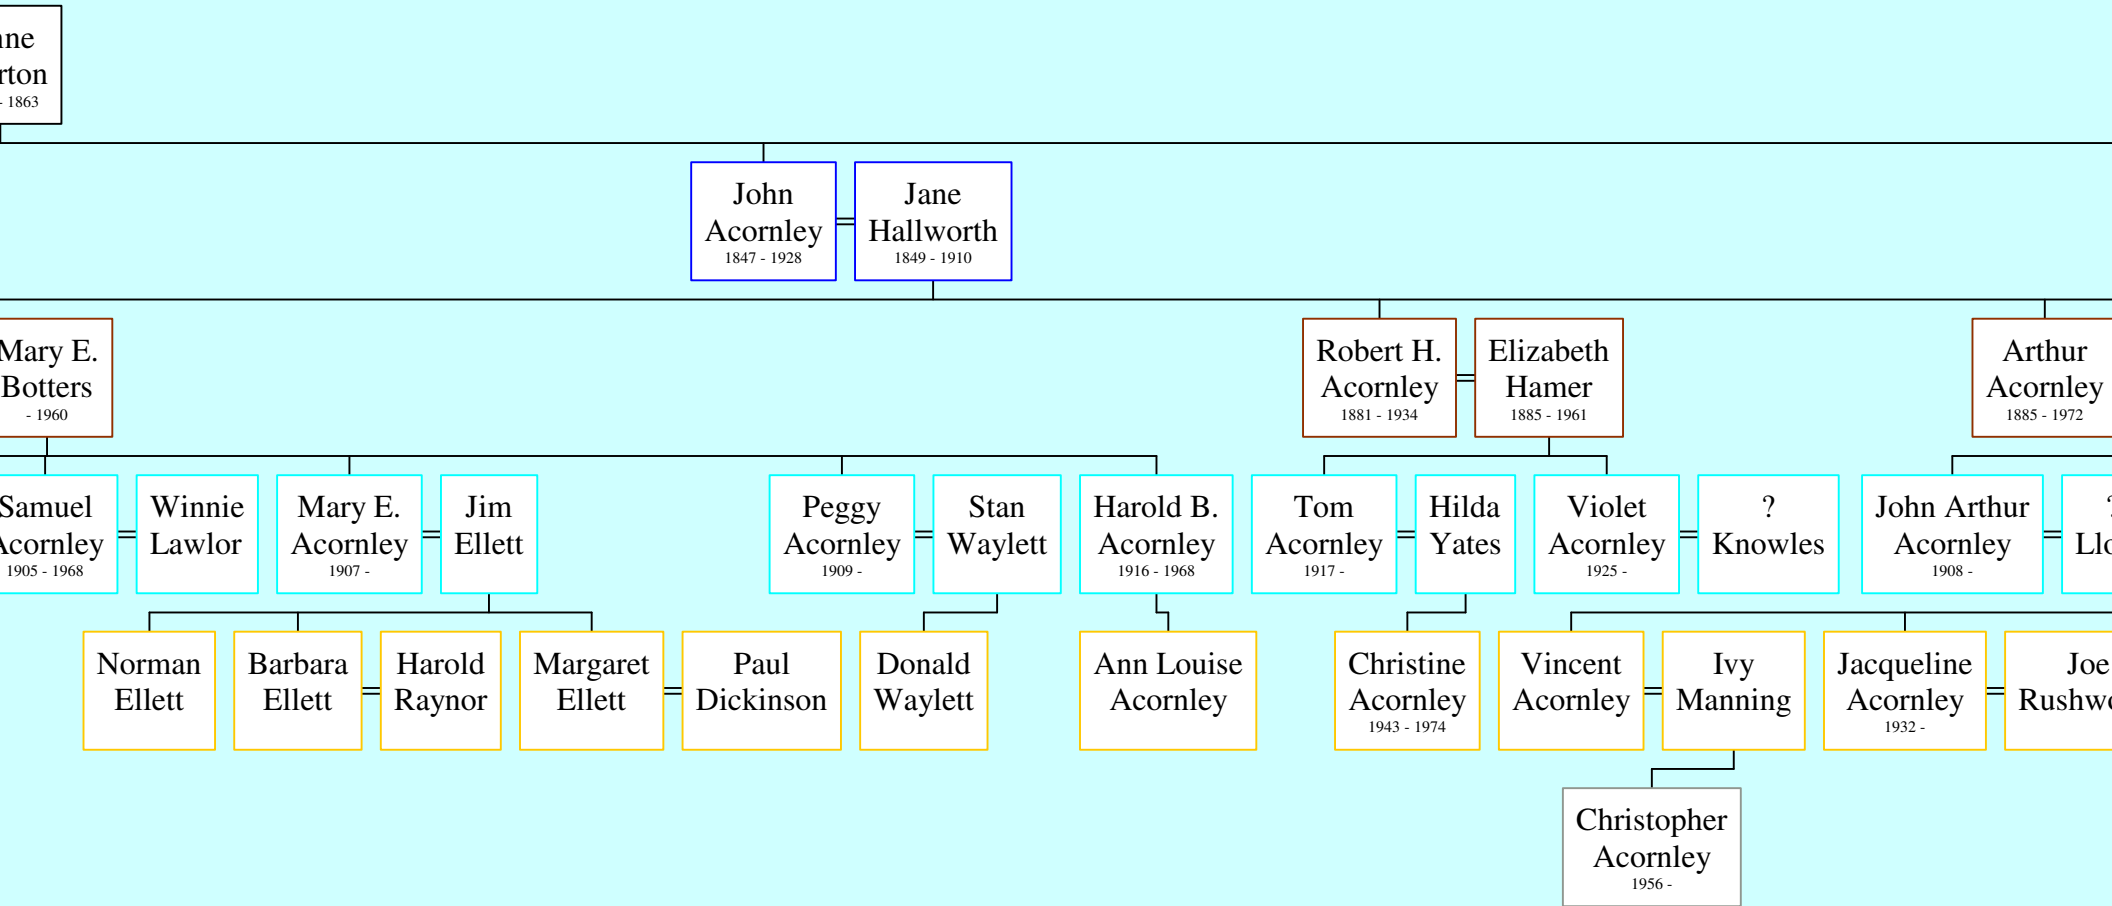 - 1863
John
Acornley
1847 - 1928
Jane
Hallworth
1849 - 1910
Mary E.
Botters
- 1960
Robert H.
Acornley
1881 - 1934
Elizabeth
Hamer
1885 - 1961
Arthur
Acornley
1885 - 1972
Samuel
Acornley
1905 - 1968
Winnie
Lawlor
Mary E.
Acornley
1907 -
Jim
Ellett
Peggy
Acornley
1909 -
Stan
Waylett
Harold B.
Acornley
1916 - 1968
Tom
Acornley
1917 -
Hilda
Yates
Violet
Acornley
1925 -
?
Knowles
John Arthur
Acornley
1908 -
Norman
Ellett
Barbara
Ellett
Harold
Raynor
Margaret
Ellett
Paul
Dickinson
Donald
Waylett
Ann Louise
Acornley
Christine
Acornley
1943 - 1974
Vincent
Acornley
Ivy
Manning
Jacqueline
Acornley
1932 -
Joe
Christopher
Acornley
1956 -